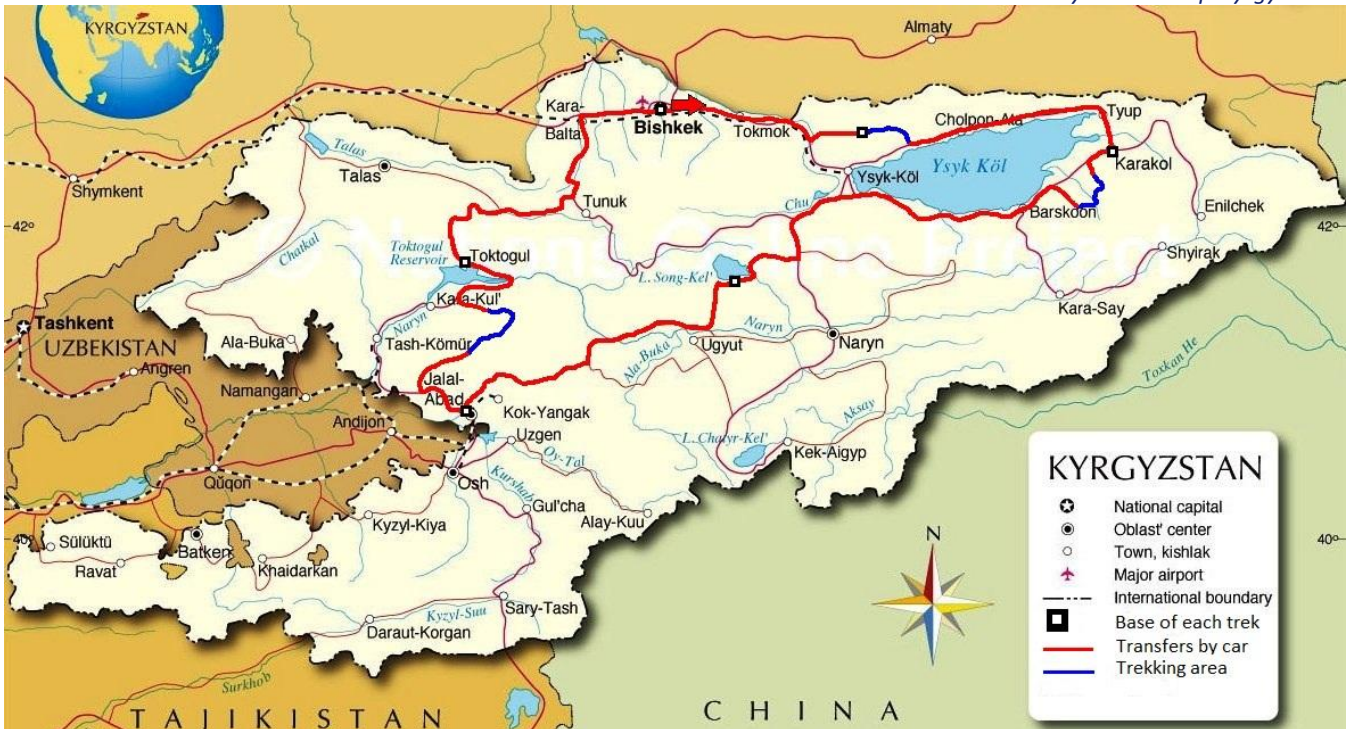 KYRGYZSTAN
Almaty
Kara-
Balta
Bishkek
Tokmok
Cholpon-Ata
Tyup
Karakol
Talas
Talas
Shymkent
Ysyk-Köl
Ysyk Köl
Tunuk
Chu
Barskoon
Enilchek
42°
42°
Chatkal
Toktogul
Reservoir
Toktogul
L. Song-Kel'
Shyirak
Kara-Kul'
Kara-Say
Naryn
Naryn
Tashkent
UZBEKISTAN
Ala-Buka
Tash-Kömür
Ala-Buka
Ugyut
Naryn
Toxkan He
Angren
Namangan
Jalal-
Abad
Kok-Yangak
Andijon
Uzgen
Aksay
L. Chatyr-Kel'
Kek-Aigyp
Oy-Tal
Qŭqon
Osh
Kurshab
Gul'cha
Alay-Kuu
Kyzyl-Kiya
40°
40°
Sülüktü
Batken
Ravat
Khaidarkan
Sary-Tash
Kyzyl-Suu
Daraut-Korgan
Surkhob
TAJIKISTAN
CHINA
N
KYRGYZSTAN
National capital
Oblast' center
Town, kishlak
Major airport
International boundary
Base of each trek
Transfers by car
Trekking area